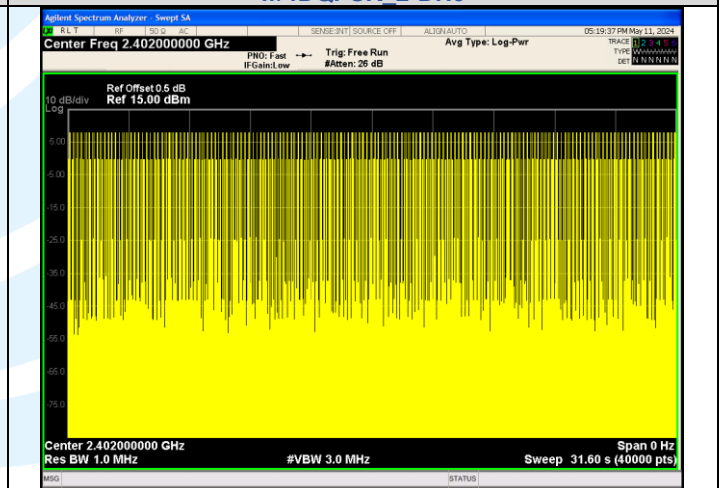 Agilent Spectrum Analyzer - Swept SA
RLT RF 50 Ω AC SENSE:INT SOURCE OFF ALIGN AUTO 05:19:37 PM May 11, 2024
Center Freq 2.402000000 GHz
PNO: Fast
IFGain:Low
Trig: Free Run
#Atten: 26 dB
Avg Type: Log-Pwr
TRACE 1 2 3 4 5 6
TYPE WWWWWW
DET N N N N N N
Ref Offset 0.5 dB
10 dB/div Ref 15.00 dBm
Log
5.00
-5.00
-15.0
-25.0
-35.0
-45.0
-55.0
-65.0
-75.0
Center 2.402000000 GHz Span 0 Hz
Res BW 1.0 MHz #VBW 3.0 MHz Sweep 31.60 s (40000 pts)
MSG STATUS